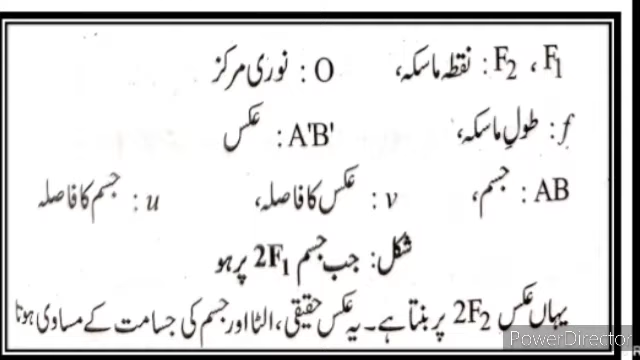 F₁ ، F₂ : نقطہ ماسکہ، O : نوری مرکز
f : طولِ ماسکہ، A'B' : عکس
AB : جسم، v : عکس کا فاصلہ، u : جسم کا فاصلہ
شکل: جب جسم 2F₁ پر ہو
یہاں عکس 2F₂ پر بنتا ہے۔ یہ عکس حقیقی، الٹا اور جسم کی جسامت کے مساوی ہوتا
PowerDirector